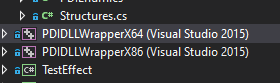 Structures.cs
PDIDLLWrapperX64 (Visual Studio 2015)
PDIDLLWrapperX86 (Visual Studio 2015)
TestEffect